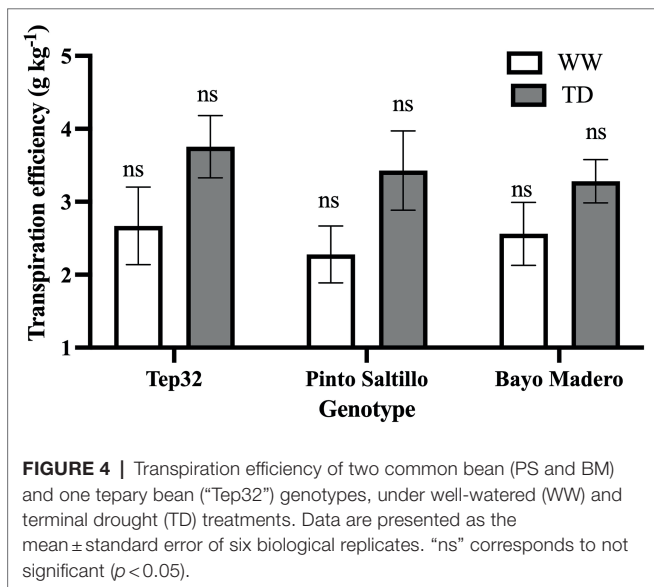 Transpiration efficiency (g kg⁻¹)
5
4
3
2
1
WW
TD
ns
ns
ns
ns
ns
ns
Tep32 Pinto Saltillo Bayo Madero
Genotype
FIGURE 4 | Transpiration efficiency of two common bean (PS and BM)
and one tepary bean (“Tep32”) genotypes, under well-watered (WW) and
terminal drought (TD) treatments. Data are presented as the
mean ± standard error of six biological replicates. “ns” corresponds to not
significant (p < 0.05).